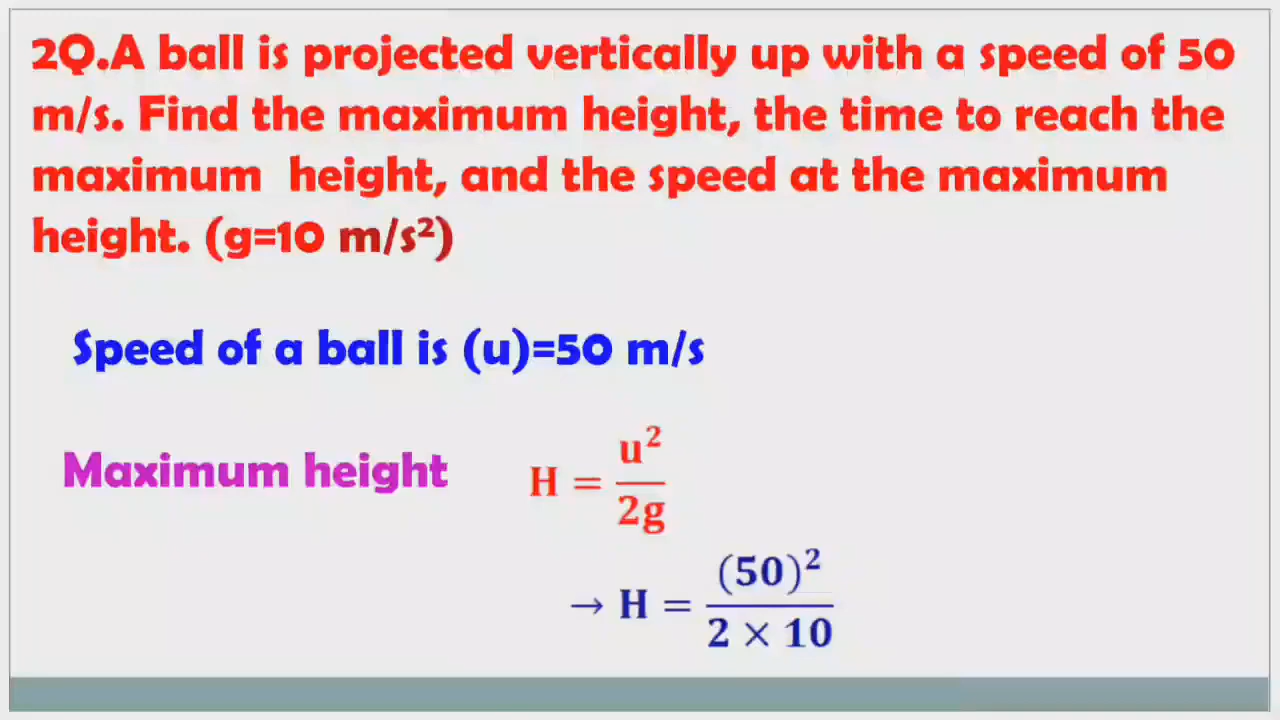 2Q.A ball is projected vertically up with a speed of 50
m/s. Find the maximum height, the time to reach the
maximum height, and the speed at the maximum
height. (g=10 m/s²)
Speed of a ball is (u)=50 m/s
Maximum height H = u²/2g
→ H = (50)²/2 × 10